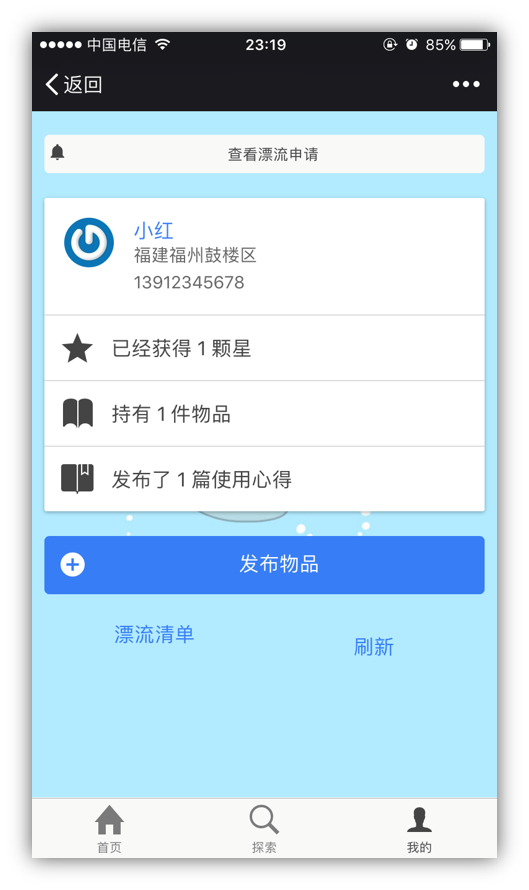 中国电信 23:19 85%
返回
查看漂流申请
小红
福建福州鼓楼区
13912345678
已经获得 1 颗星
持有 1 件物品
发布了 1 篇使用心得
发布物品
漂流清单
刷新
首页 探索 我的